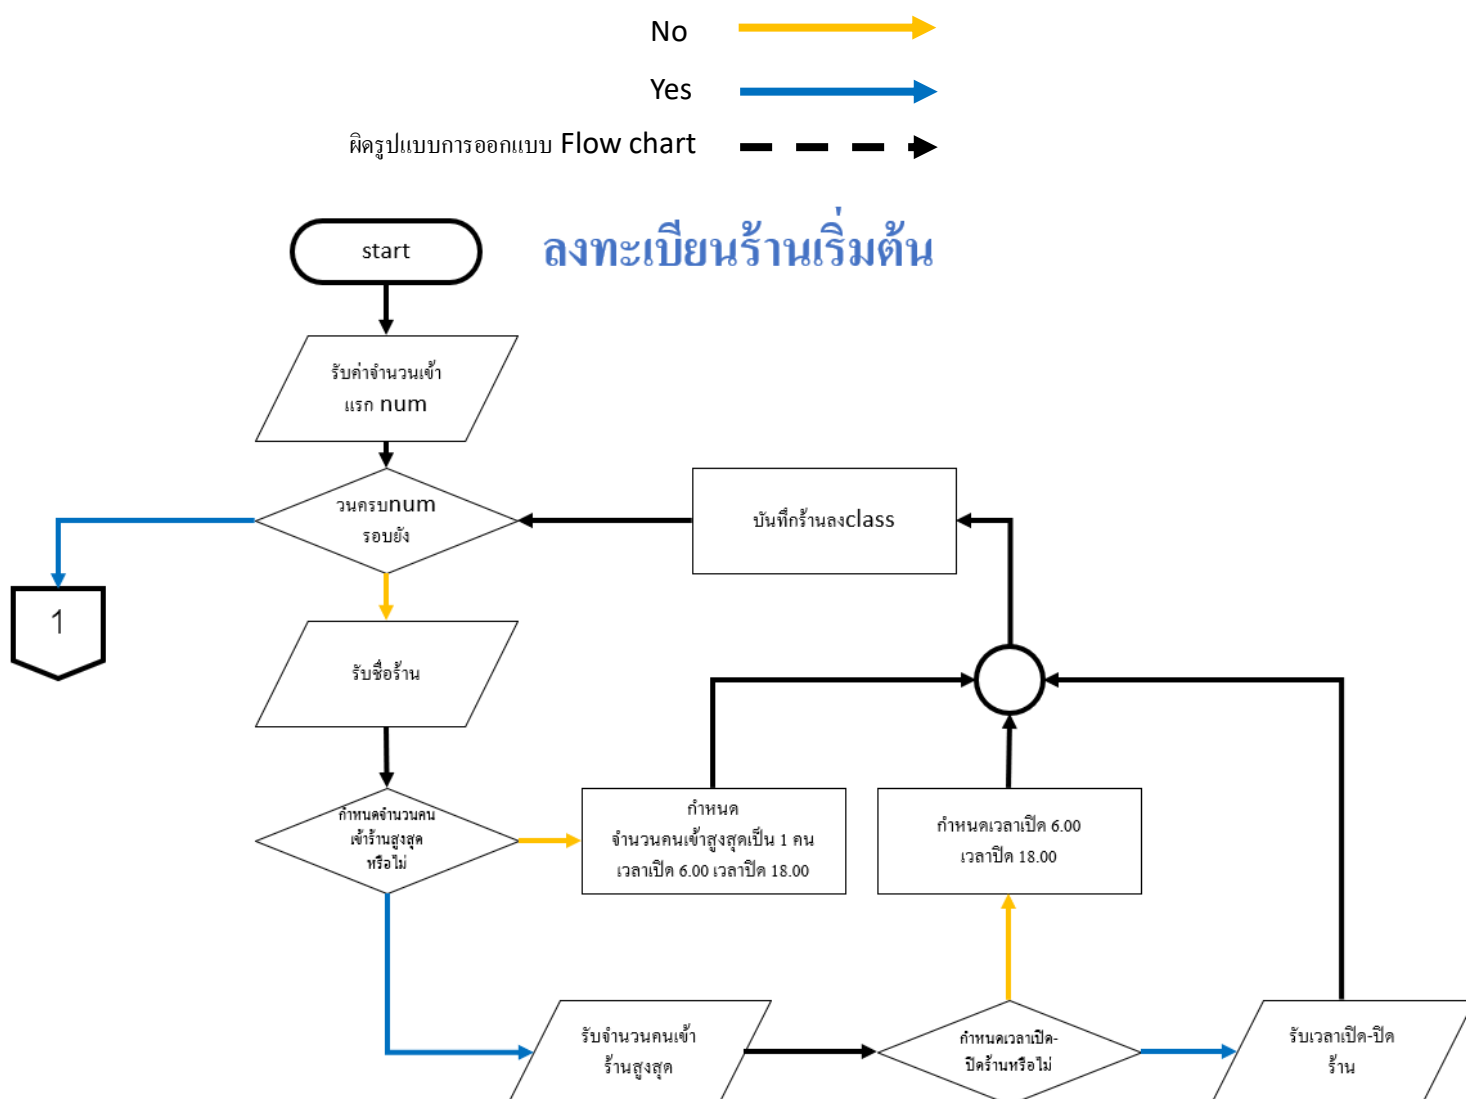 No
Yes
ผิดรูปแบบการออกแบบ Flow chart
start
ลงทะเบียนร้านเริ่มต้น
รับค่าจำนวนเข้า
แรก num
วนครบnum
รอบยัง
บันทึกร้านลงclass
1
รับชื่อร้าน
กำหนดจำนวนคน
เข้าร้านสูงสุด
หรือไม่
กำหนด
จำนวนคนเข้าสูงสุดเป็น 1 คน
เวลาเปิด 6.00 เวลาปิด 18.00
กำหนดเวลาเปิด 6.00
เวลาปิด 18.00
รับจำนวนคนเข้า
ร้านสูงสุด
กำหนดเวลาเปิด-
ปิดร้านหรือไม่
รับเวลาเปิด-ปิด
ร้าน